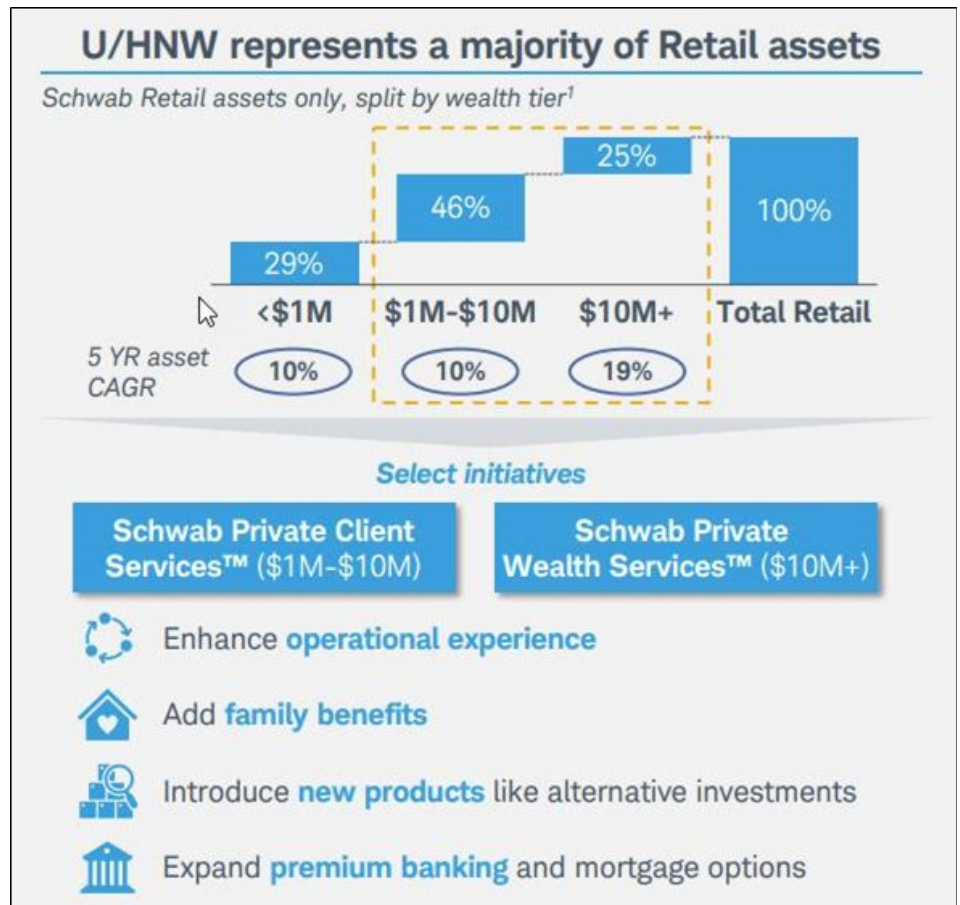 U/HNW represents a majority of Retail assets
Schwab Retail assets only, split by wealth tier¹
25%
46%
100%
29%
<$1M
$1M-$10M
$10M+
Total Retail
5 YR asset
CAGR
10%
10%
19%
Select initiatives
Schwab Private Client
Services™ ($1M-$10M)
Schwab Private
Wealth Services™ ($10M+)
Enhance operational experience
Add family benefits
Introduce new products like alternative investments
Expand premium banking and mortgage options